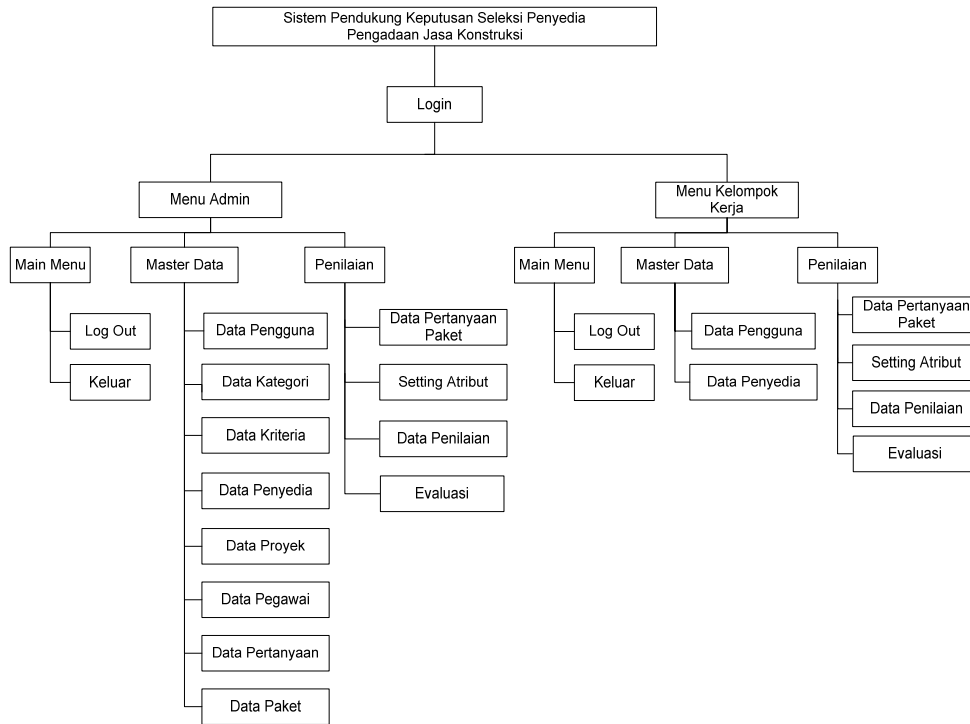 Sistem Pendukung Keputusan Seleksi Penyedia
Pengadaan Jasa Konstruksi
Login
Menu Admin
Menu Kelompok
Kerja
Main Menu
Master Data
Penilaian
Main Menu
Master Data
Penilaian
Log Out
Keluar
Data Pengguna
Data Kategori
Data Kriteria
Data Penyedia
Data Proyek
Data Pegawai
Data Pertanyaan
Data Paket
Data Pertanyaan
Paket
Setting Atribut
Data Penilaian
Evaluasi
Log Out
Keluar
Data Pengguna
Data Penyedia
Data Pertanyaan
Paket
Setting Atribut
Data Penilaian
Evaluasi